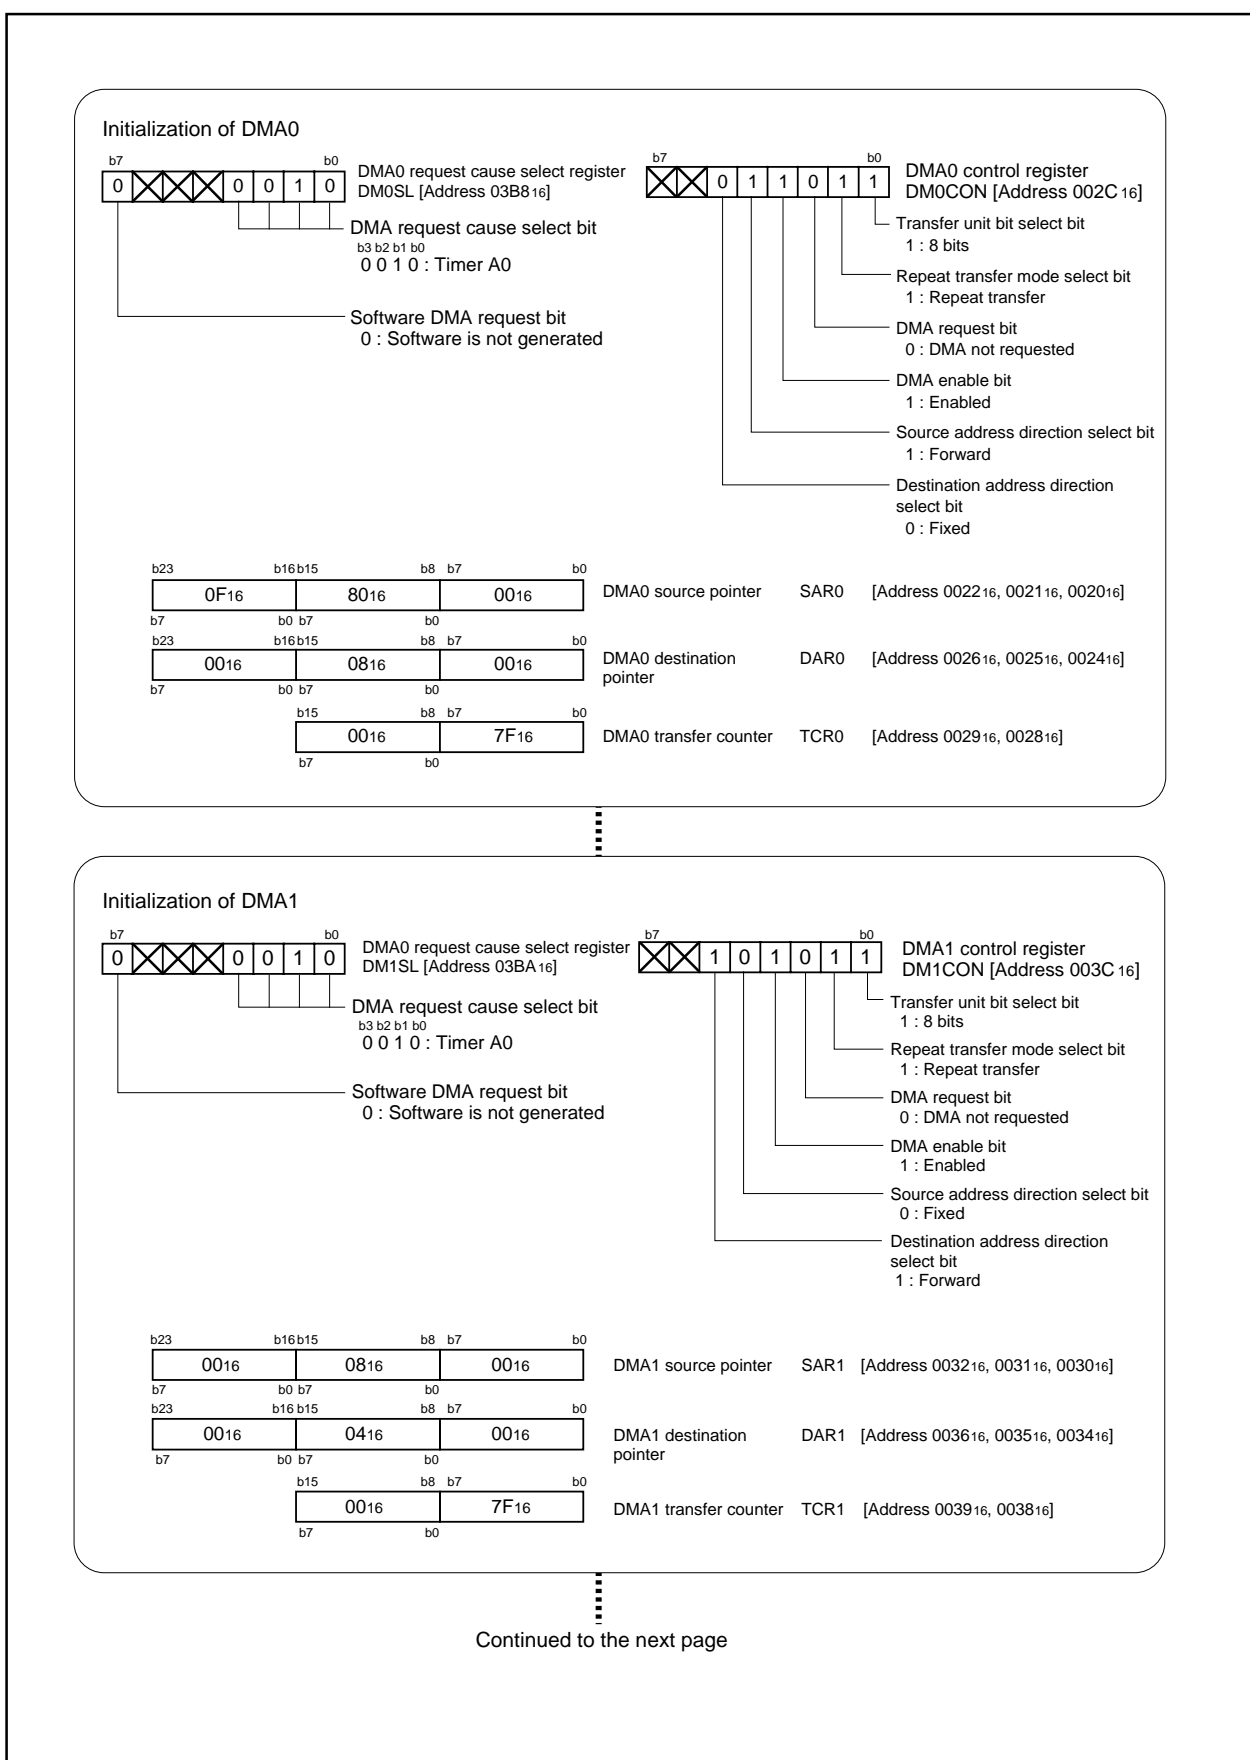 Initialization of DMA0
b7 b0
0 0 0 1 0
DMA0 request cause select register
DM0SL [Address 03B816]
DMA request cause select bit
b3 b2 b1 b0
0 0 1 0 : Timer A0
Software DMA request bit
0 : Software is not generated
b7 b0
0 1 1 0 1 1
DMA0 control register
DM0CON [Address 002C 16]
Transfer unit bit select bit
1 : 8 bits
Repeat transfer mode select bit
1 : Repeat transfer
DMA request bit
0 : DMA not requested
DMA enable bit
1 : Enabled
Source address direction select bit
1 : Forward
Destination address direction
select bit
0 : Fixed
b23 b16 b15 b8 b7 b0
0F16 8016 0016 DMA0 source pointer SAR0 [Address 002216, 002116, 002016]
b7 b0 b7 b0
b23 b16 b15 b8 b7 b0
0016 0816 0016 DMA0 destination DAR0 [Address 002616, 002516, 002416]
pointer
b7 b0 b7 b0
b15 b8 b7 b0
0016 7F16 DMA0 transfer counter TCR0 [Address 002916, 002816]
b7 b0
Initialization of DMA1
b7 b0
0 0 0 1 0
DMA0 request cause select register
DM1SL [Address 03BA16]
DMA request cause select bit
b3 b2 b1 b0
0 0 1 0 : Timer A0
Software DMA request bit
0 : Software is not generated
b7 b0
1 0 1 0 1 1
DMA1 control register
DM1CON [Address 003C 16]
Transfer unit bit select bit
1 : 8 bits
Repeat transfer mode select bit
1 : Repeat transfer
DMA request bit
0 : DMA not requested
DMA enable bit
1 : Enabled
Source address direction select bit
0 : Fixed
Destination address direction
select bit
1 : Forward
b23 b16 b15 b8 b7 b0
0016 0816 0016 DMA1 source pointer SAR1 [Address 003216, 003116, 003016]
b7 b0 b7 b0
b23 b16 b15 b8 b7 b0
0016 0416 0016 DMA1 destination DAR1 [Address 003616, 003516, 003416]
pointer
b7 b0 b7 b0
b15 b8 b7 b0
0016 7F16 DMA1 transfer counter TCR1 [Address 003916, 003816]
b7 b0
Continued to the next page